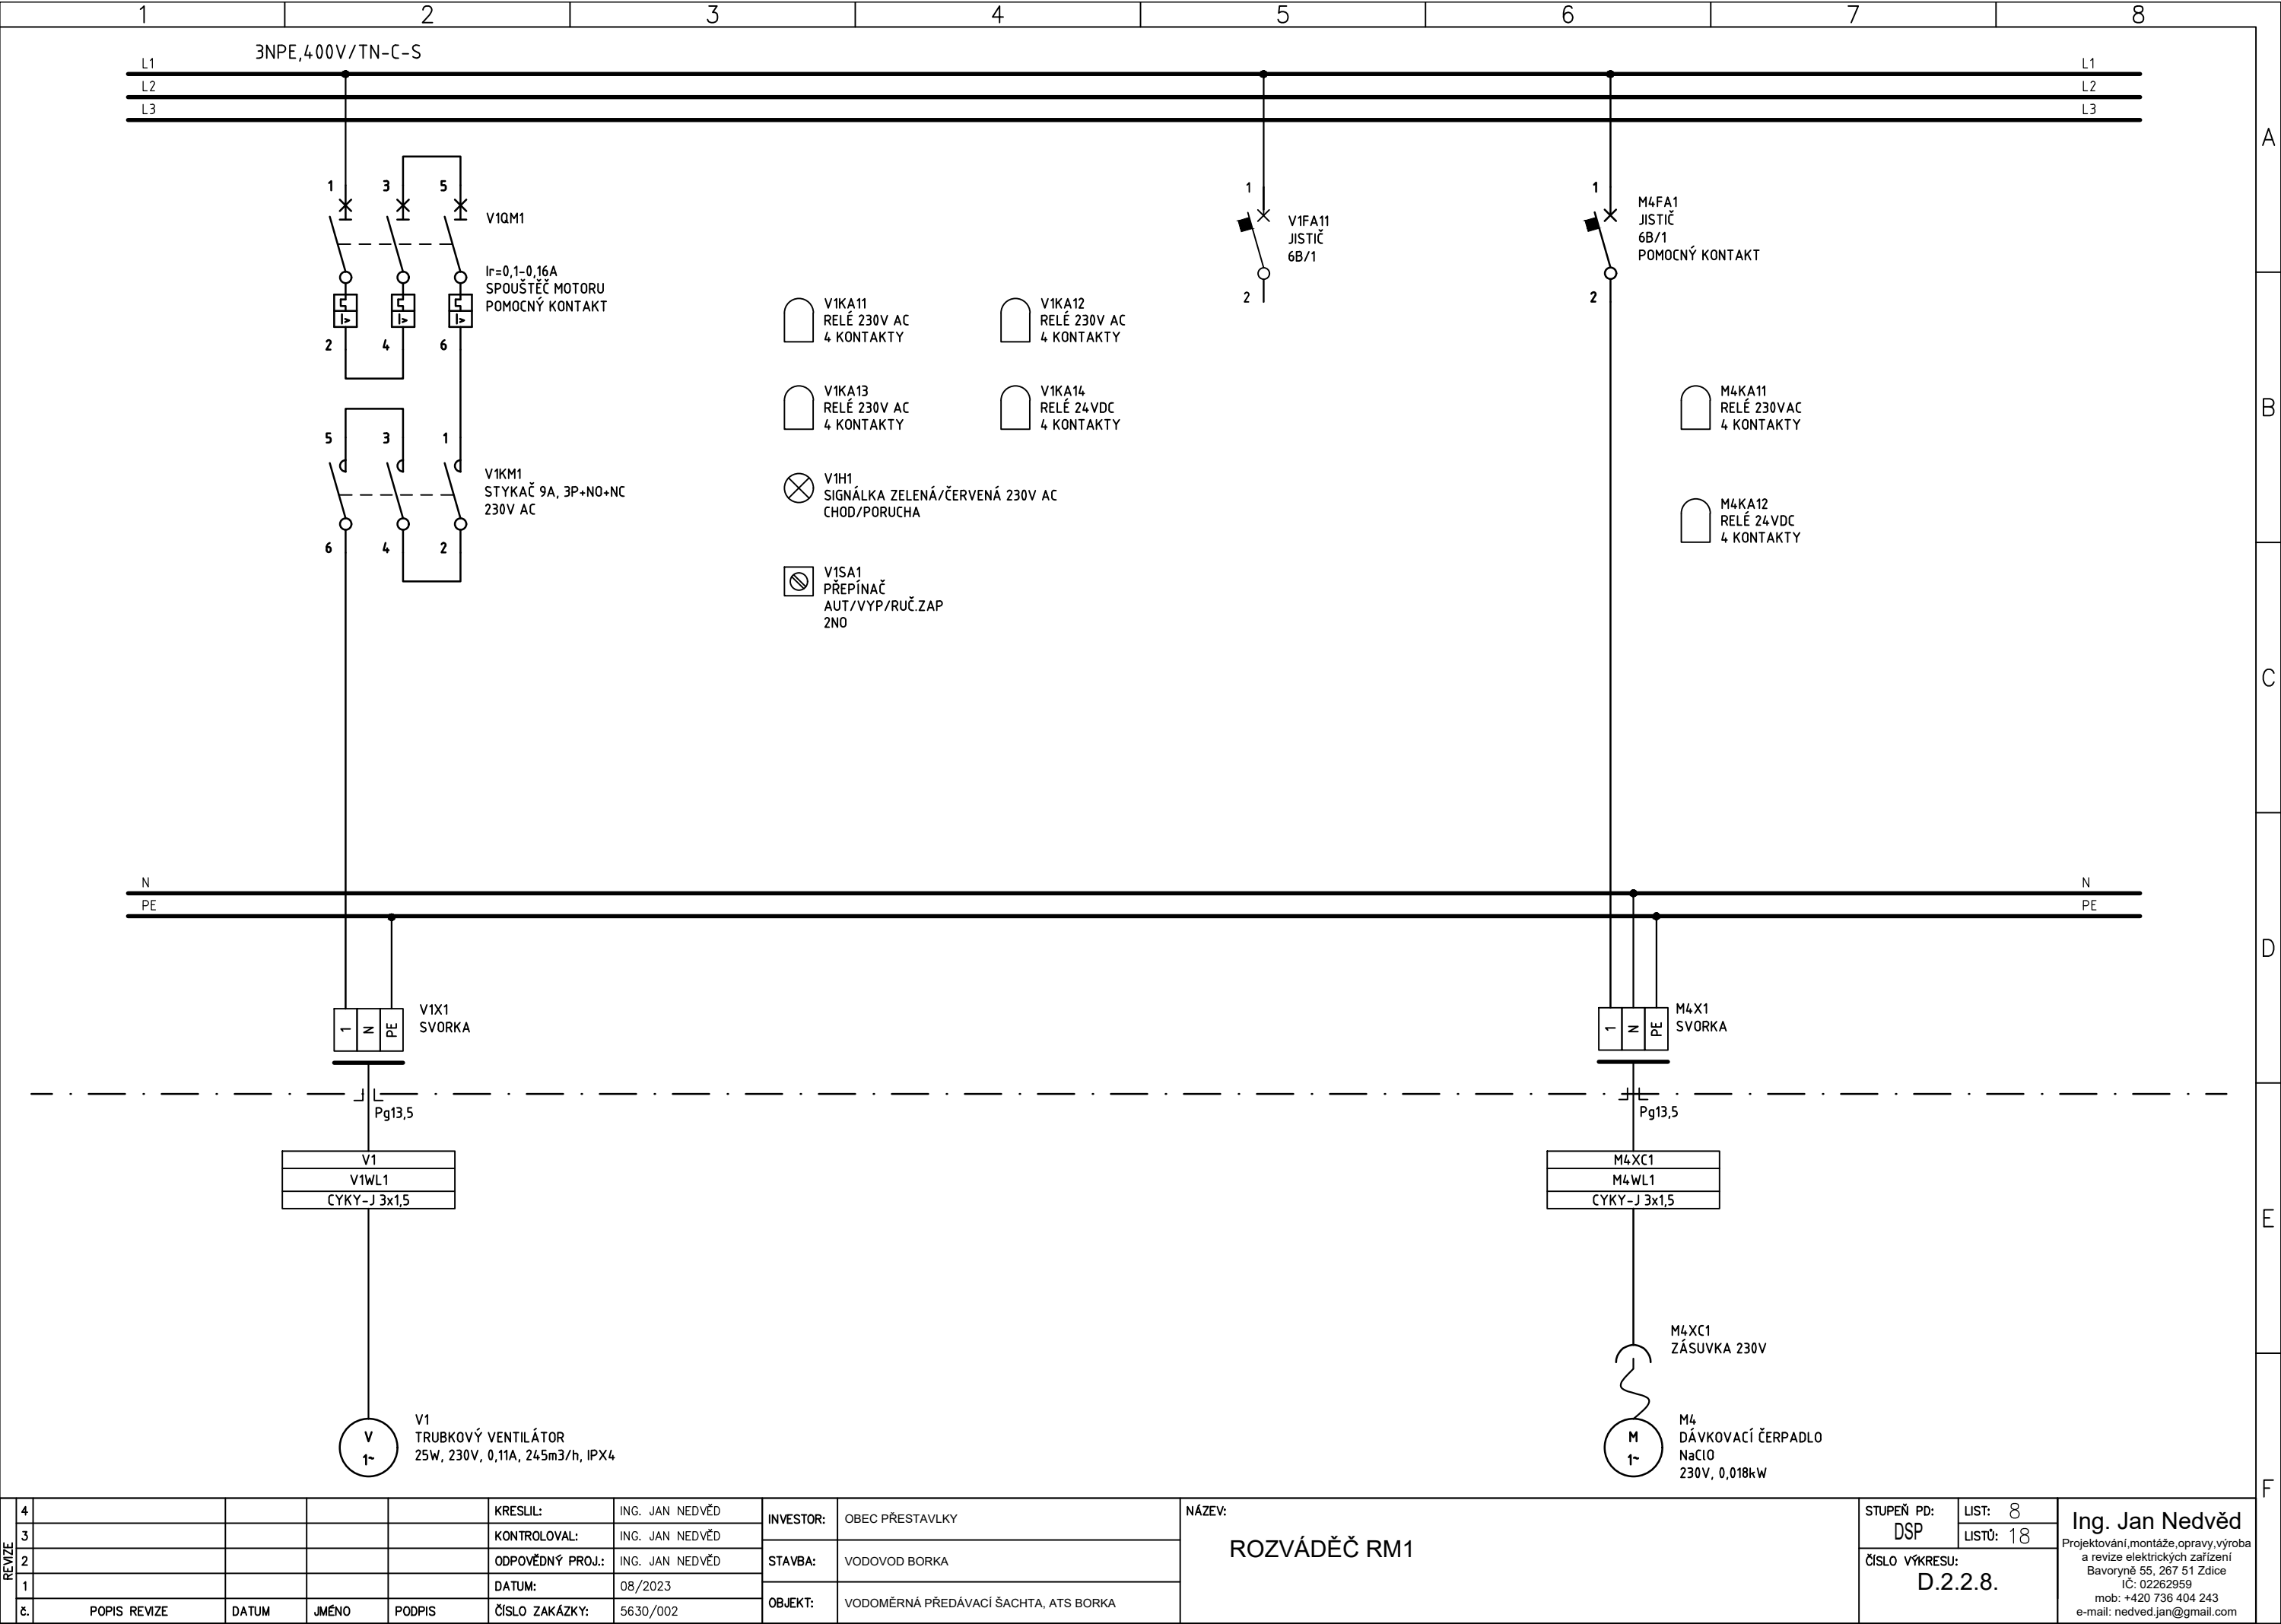 1 2 3 4 5 6 7 8
3NPE,400V/TN-C-S
L1 L1
L2 L2
L3 L3
A
B
C
D
E
F
1 3 5
V1QM1
Ir=0,1-0,16A
SPOUŠTĚČ MOTORU
POMOCNÝ KONTAKT
I> I> I>
2 4 6
5 3 1
V1KM1
STYKAČ 9A, 3P+NO+NC
230V AC
6 4 2
V1KA11
RELÉ 230V AC
4 KONTAKTY
V1KA12
RELÉ 230V AC
4 KONTAKTY
V1KA13
RELÉ 230V AC
4 KONTAKTY
V1KA14
RELÉ 24VDC
4 KONTAKTY
V1H1
SIGNÁLKA ZELENÁ/ČERVENÁ 230V AC
CHOD/PORUCHA
V1SA1
PŘEPÍNAČ
AUT/VYP/RUČ.ZAP
2NO
1
V1FA11
JISTIČ
6B/1
2
1
M4FA1
JISTIČ
6B/1
POMOCNÝ KONTAKT
2
M4KA11
RELÉ 230VAC
4 KONTAKTY
M4KA12
RELÉ 24VDC
4 KONTAKTY
N N
PE PE
V1X1
SVORKA
1 N PE
Pg13,5
V1
V1WL1
CYKY-J 3x1,5
V
1~
V1
TRUBKOVÝ VENTILÁTOR
25W, 230V, 0,11A, 245m3/h, IPX4
M4X1
SVORKA
1 N PE
Pg13,5
M4XC1
M4WL1
CYKY-J 3x1,5
M4XC1
ZÁSUVKA 230V
M
1~
M4
DÁVKOVACÍ ČERPADLO
NaClO
230V, 0,018kW
REVIZE
4
3
2
1
č. POPIS REVIZE DATUM JMÉNO PODPIS
KRESLIL: ING. JAN NEDVĚD
KONTROLOVAL: ING. JAN NEDVĚD
ODPOVĚDNÝ PROJ.: ING. JAN NEDVĚD
DATUM: 08/2023
ČÍSLO ZAKÁZKY: 5630/002
INVESTOR: OBEC PŘESTAVLKY
STAVBA: VODOVOD BORKA
OBJEKT: VODOMĚRNÁ PŘEDÁVACÍ ŠACHTA, ATS BORKA
NÁZEV:
ROZVÁDĚČ RM1
STUPEŇ PD:
DSP
LIST: 8
LISTŮ: 18
ČÍSLO VÝKRESU:
D.2.2.8.
Ing. Jan Nedvěd
Projektování,montáže,opravy,výroba
a revize elektrických zařízení
Bavoryně 55, 267 51 Zdice
IČ: 02262959
mob: +420 736 404 243
e-mail: nedved.jan@gmail.com